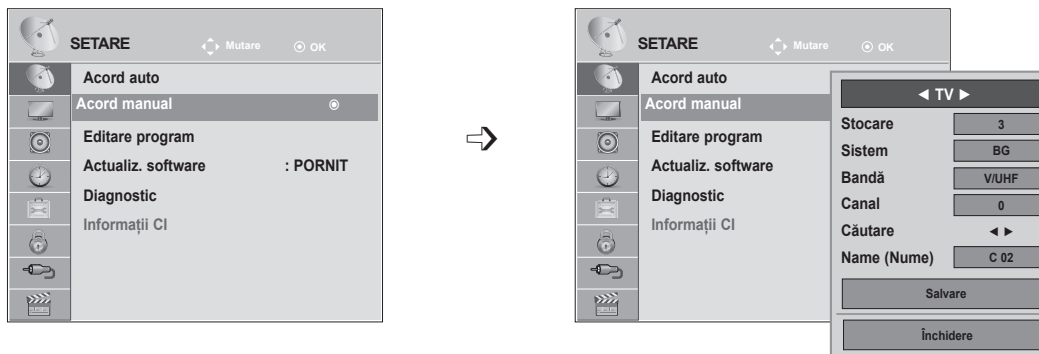 SETARE Mutare OK
Acord auto
Acord manual
Editare program
Actualiz. software : PORNIT
Diagnostic
Informații CI
SETARE Mutare OK
Acord auto
Acord manual
Editare program
Actualiz. software
Diagnostic
Informații CI
◄ TV ►
Stocare 3
Sistem BG
Bandă V/UHF
Canal 0
Căutare ◄ ►
Name (Nume) C 02
Salvare
Închidere